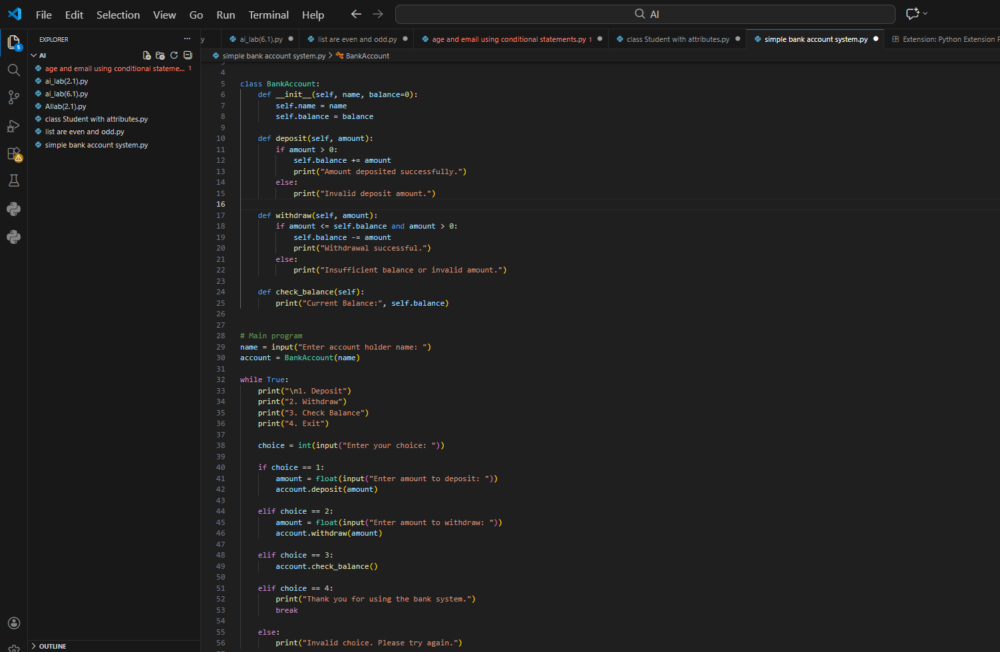 File Edit Selection View Go Run Terminal Help
AI
EXPLORER
AI
age and email using conditional stateme... 1
ai_lab(2.1).py
ai_lab(6.1).py
AIlab(2.1).py
class Student with attributes.py
list are even and odd.py
simple bank account system.py
OUTLINE
5
y ai_lab(6.1).py list are even and odd.py age and email using conditional statements.py 1 class Student with attributes.py simple bank account system.py Extension: Python Extension P
simple bank account system.py > BankAccount
4
5 class BankAccount:
6 def __init__(self, name, balance=0):
7 self.name = name
8 self.balance = balance
9
10 def deposit(self, amount):
11 if amount > 0:
12 self.balance += amount
13 print("Amount deposited successfully.")
14 else:
15 print("Invalid deposit amount.")
16
17 def withdraw(self, amount):
18 if amount <= self.balance and amount > 0:
19 self.balance -= amount
20 print("Withdrawal successful.")
21 else:
22 print("Insufficient balance or invalid amount.")
23
24 def check_balance(self):
25 print("Current Balance:", self.balance)
26
27
28 # Main program
29 name = input("Enter account holder name: ")
30 account = BankAccount(name)
31
32 while True:
33 print("\n1. Deposit")
34 print("2. Withdraw")
35 print("3. Check Balance")
36 print("4. Exit")
37
38 choice = int(input("Enter your choice: "))
39
40 if choice == 1:
41 amount = float(input("Enter amount to deposit: "))
42 account.deposit(amount)
43
44 elif choice == 2:
45 amount = float(input("Enter amount to withdraw: "))
46 account.withdraw(amount)
47
48 elif choice == 3:
49 account.check_balance()
50
51 elif choice == 4:
52 print("Thank you for using the bank system.")
53 break
54
55 else:
56 print("Invalid choice. Please try again.")